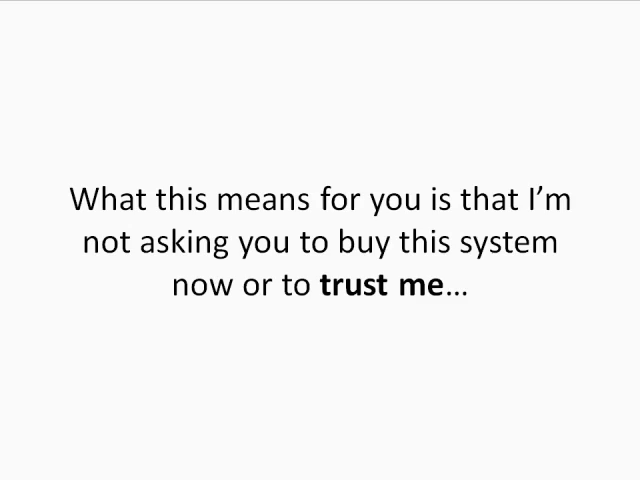 What this means for you is that I’m
not asking you to buy this system
now or to trust me…